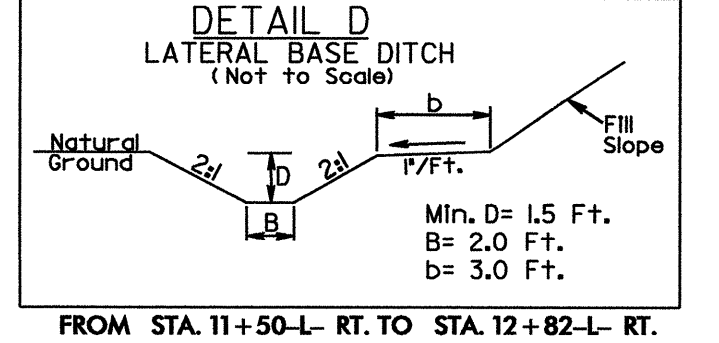 DETAIL D
LATERAL BASE DITCH
(Not to Scale)
b
Natural
Ground
2:1
D
2:1
1"/Ft.
Fill
Slope
B
Min. D= 1.5 Ft.
B= 2.0 Ft.
b= 3.0 Ft.
FROM STA. 11+50-L- RT. TO STA. 12+82-L- RT.